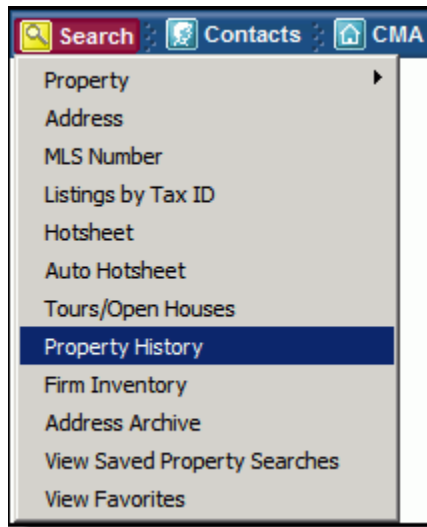 Search Contacts CMA
Property
Address
MLS Number
Listings by Tax ID
Hotsheet
Auto Hotsheet
Tours/Open Houses
Property History
Firm Inventory
Address Archive
View Saved Property Searches
View Favorites